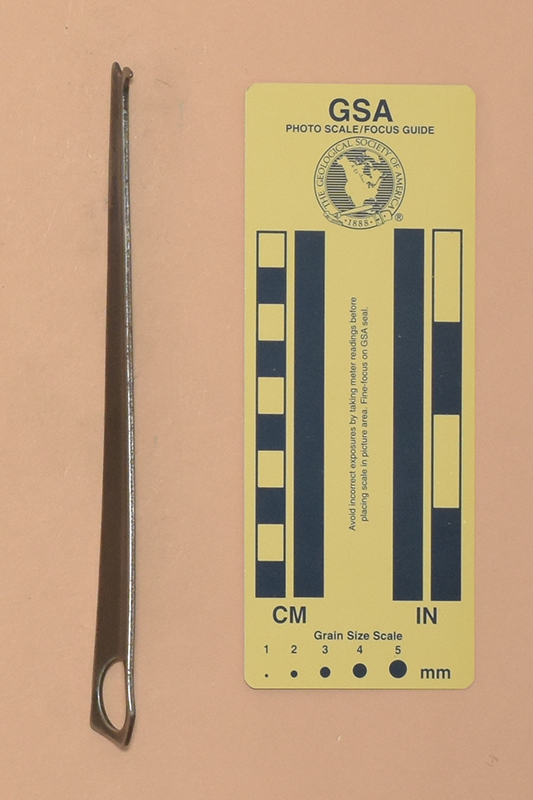 GSA
PHOTO SCALE/FOCUS GUIDE
THE GEOLOGICAL SOCIETY OF AMERICA
1888
®
Avoid incorrect exposures by taking meter readings before
placing scale in picture area. Fine-focus on GSA seal.
CM IN
Grain Size Scale
1 2 3 4 5
mm